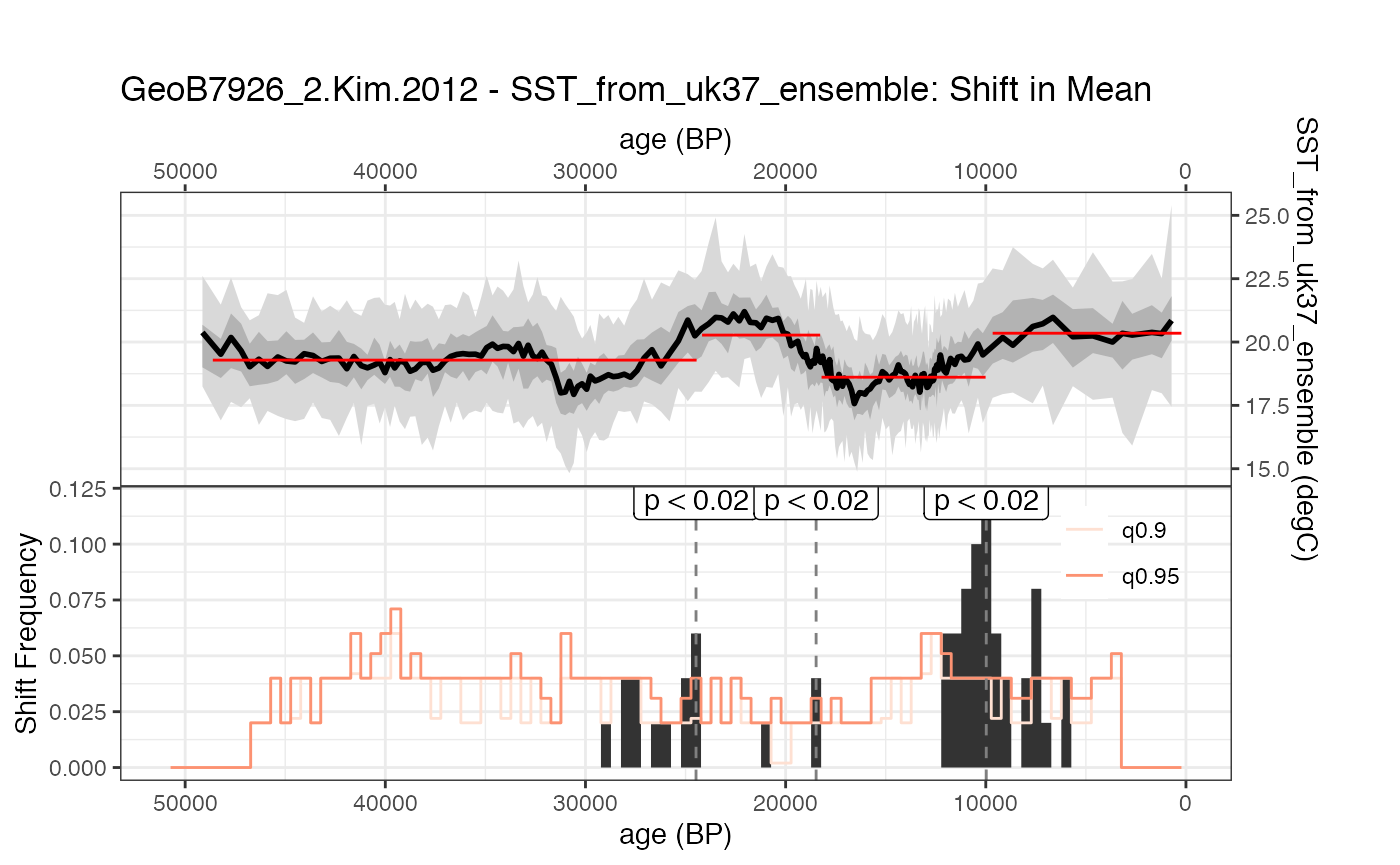 GeoB7926_2.Kim.2012 - SST_from_uk37_ensemble: Shift in Mean
age (BP)
50000 40000 30000 20000 10000 0
25.0
22.5
20.0
17.5
15.0
SST_from_uk37_ensemble (degC)
p < 0.02 p < 0.02 p < 0.02
q0.9
q0.95
0.125
0.100
0.075
0.050
0.025
0.000
Shift Frequency
50000 40000 30000 20000 10000 0
age (BP)